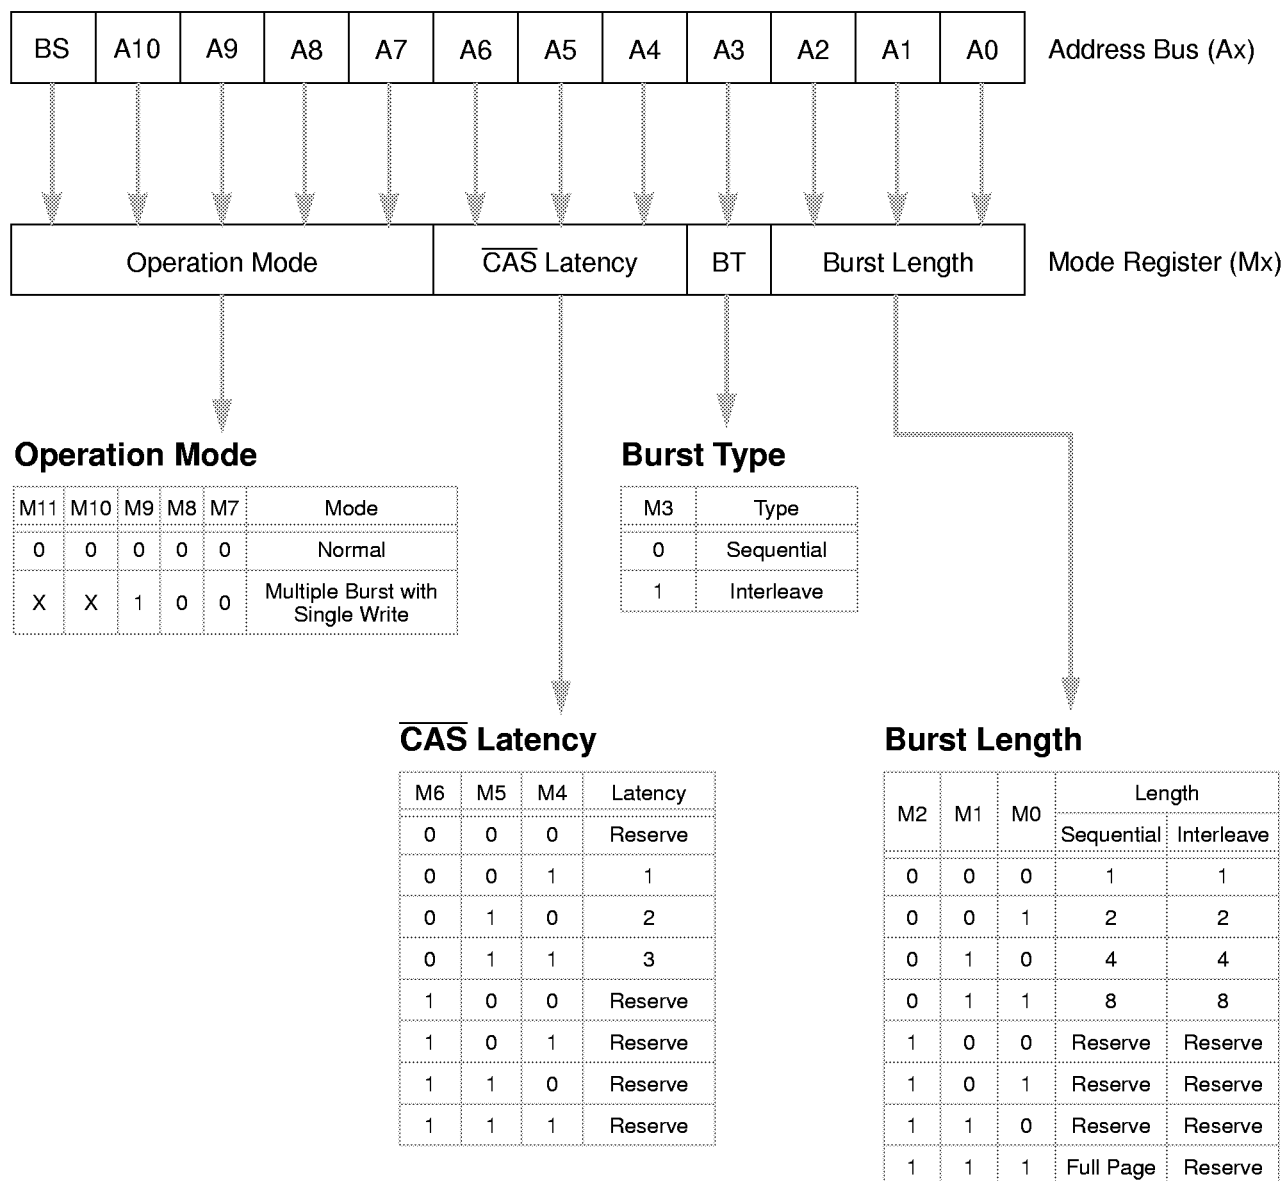 BS A10 A9 A8 A7 A6 A5 A4 A3 A2 A1 A0 Address Bus (Ax)
Operation Mode CAS Latency BT Burst Length Mode Register (Mx)
Operation Mode
M11 M10 M9 M8 M7 Mode
0 0 0 0 0 Normal
X X 1 0 0 Multiple Burst with
Single Write
Burst Type
M3 Type
0 Sequential
1 Interleave
CAS Latency
M6 M5 M4 Latency
0 0 0 Reserve
0 0 1 1
0 1 0 2
0 1 1 3
1 0 0 Reserve
1 0 1 Reserve
1 1 0 Reserve
1 1 1 Reserve
Burst Length
M2 M1 M0 Length
Sequential Interleave
0 0 0 1 1
0 0 1 2 2
0 1 0 4 4
0 1 1 8 8
1 0 0 Reserve Reserve
1 0 1 Reserve Reserve
1 1 0 Reserve Reserve
1 1 1 Full Page Reserve